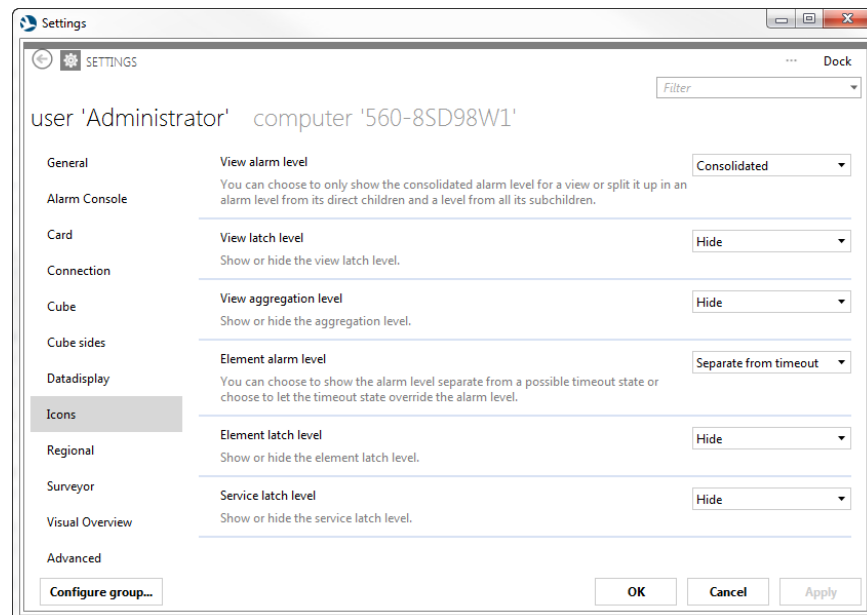 Settings
SETTINGS
... Dock
Filter
user 'Administrator' computer '560-8SD98W1'
General
Alarm Console
Card
Connection
Cube
Cube sides
Datadisplay
Icons
Regional
Surveyor
Visual Overview
Advanced
View alarm level
Consolidated
You can choose to only show the consolidated alarm level for a view or split it up in an
alarm level from its direct children and a level from all its subchildren.
View latch level
Hide
Show or hide the view latch level.
View aggregation level
Hide
Show or hide the aggregation level.
Element alarm level
Separate from timeout
You can choose to show the alarm level separate from a possible timeout state or
choose to let the timeout state override the alarm level.
Element latch level
Hide
Show or hide the element latch level.
Service latch level
Hide
Show or hide the service latch level.
Configure group...
OK
Cancel
Apply